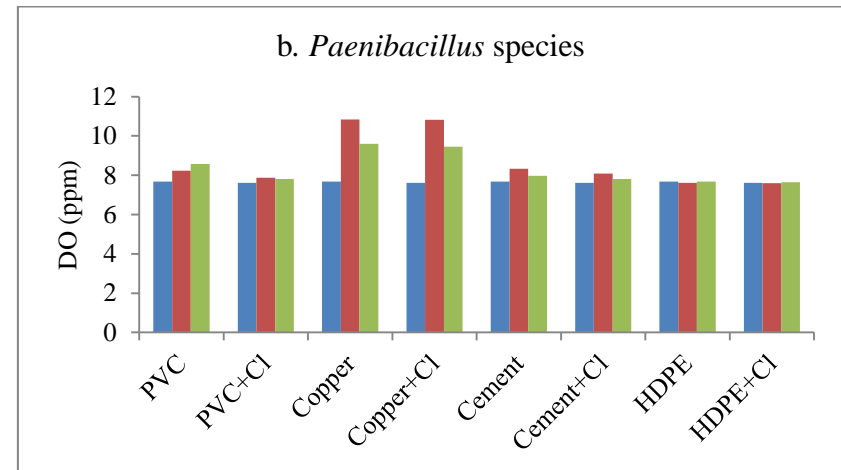 b. Paenibacillus species
DO (ppm)
12
10
8
6
4
2
0
PVC
PVC+Cl
Copper
Copper+Cl
Cement
Cement+Cl
HDPE
HDPE+Cl